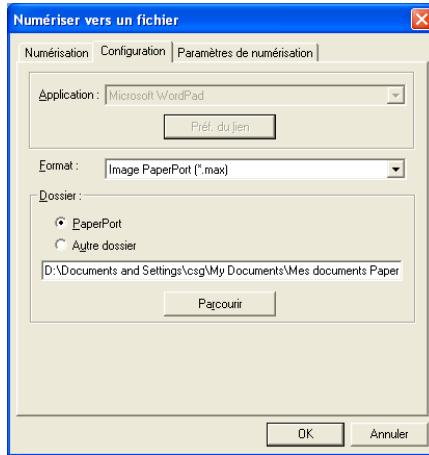 Numériser vers un fichier
Numérisation Configuration Paramètres de numérisation
Application : Microsoft WordPad
Préf. du lien
Format : Image PaperPort (*.max)
Dossier :
PaperPort
Autre dossier
D:\Documents and Settings\csg\My Documents\Mes documents Paper
Parcourir
OK Annuler